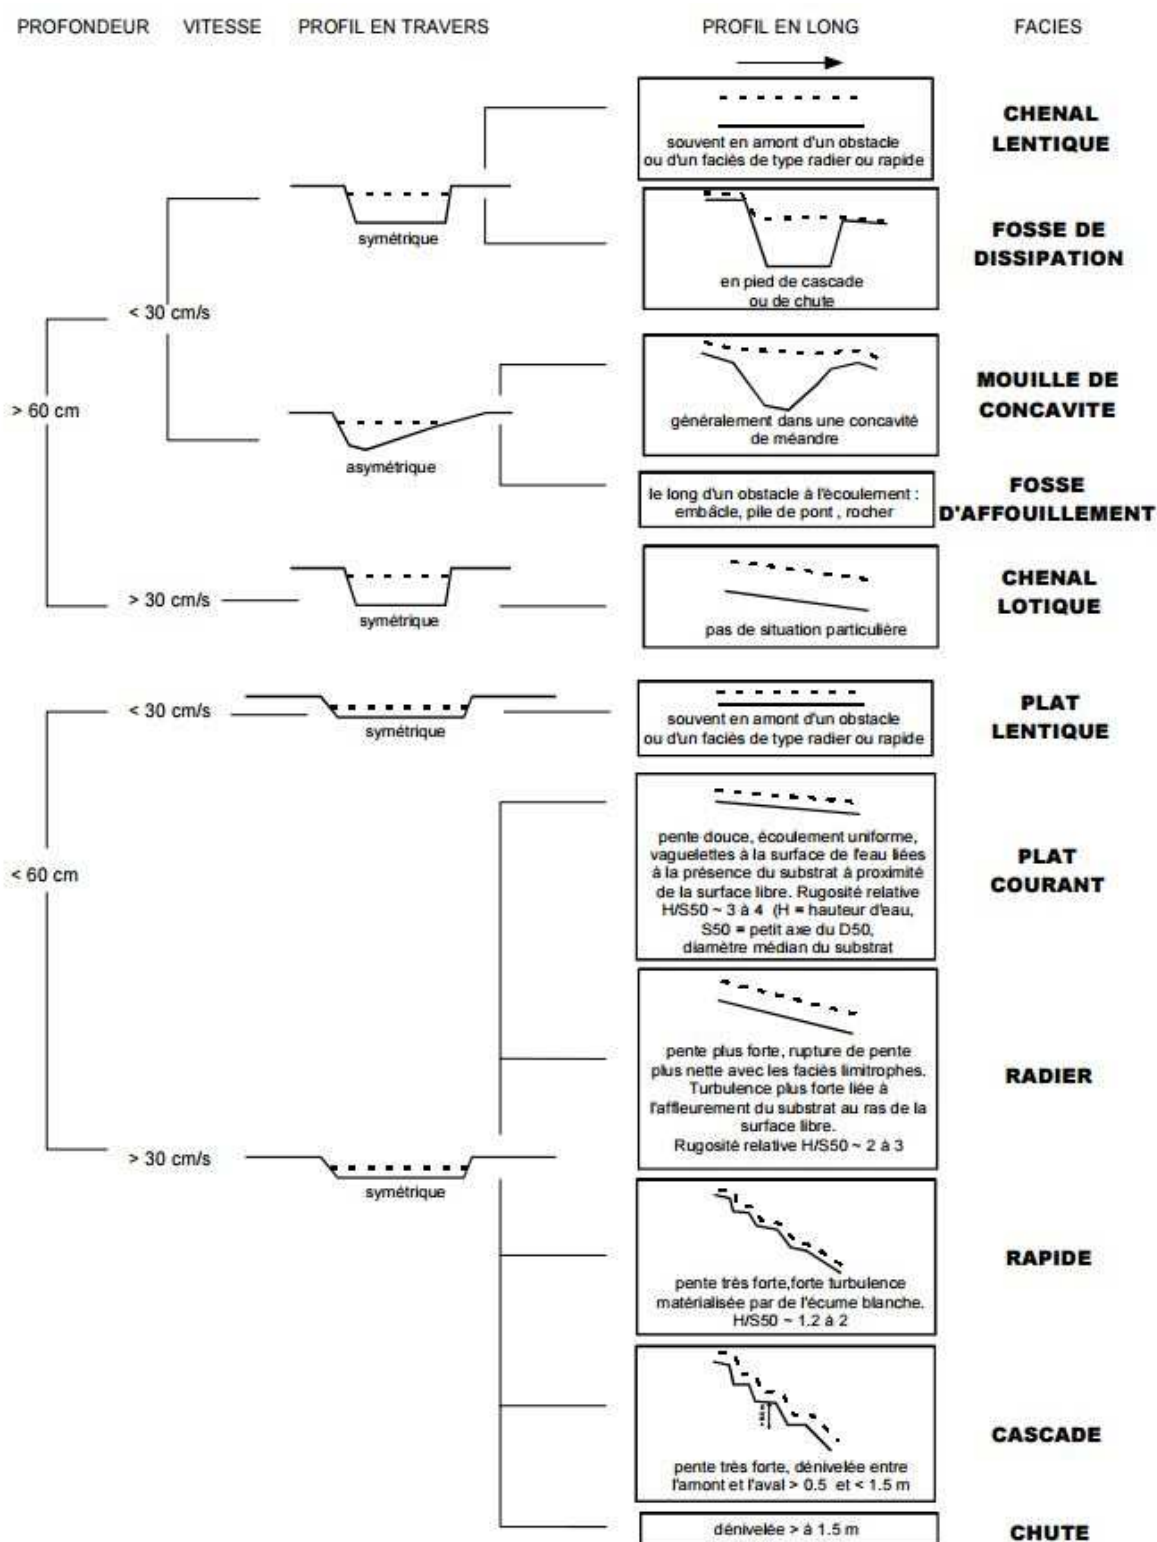 PROFONDEUR VITESSE PROFIL EN TRAVERS PROFIL EN LONG FACIES
souvent en amont d'un obstacle
ou d'un faciés de type radier ou rapide
CHENAL
LENTIQUE
symétrique
en pied de cascade
ou de chute
FOSSE DE
DISSIPATION
< 30 cm/s
> 60 cm
asymétrique
généralement dans une concavité
de méandre
MOUILLE DE
CONCAVITE
le long d'un obstacle à l'écoulement :
embâcle, pile de pont , rocher
FOSSE
D'AFFOUILLEMENT
> 30 cm/s
symétrique
pas de situation particulière
CHENAL
LOTIQUE
< 30 cm/s
symétrique
souvent en amont d'un obstacle
ou d'un faciés de type radier ou rapide
PLAT
LENTIQUE
< 60 cm
pente douce, écoulement uniforme,
vaguelettes à la surface de l'eau liées
à la présence du substrat à proximité
de la surface libre. Rugosité relative
H/S50 ~ 3 à 4 (H = hauteur d'eau,
S50 = petit axe du D50,
diamètre médian du substrat
PLAT
COURANT
pente plus forte, rupture de pente
plus nette avec les faciés limitrophes.
Turbulence plus forte liée à
l'affleurement du substrat au ras de la
surface libre.
Rugosité relative H/S50 ~ 2 à 3
RADIER
> 30 cm/s
symétrique
pente très forte,forte turbulence
matérialisée par de l'écume blanche.
H/S50 ~ 1.2 à 2
RAPIDE
pente très forte, dénivelée entre
l'amont et l'aval > 0.5 et < 1.5 m
CASCADE
dénivelée > à 1.5 m
CHUTE